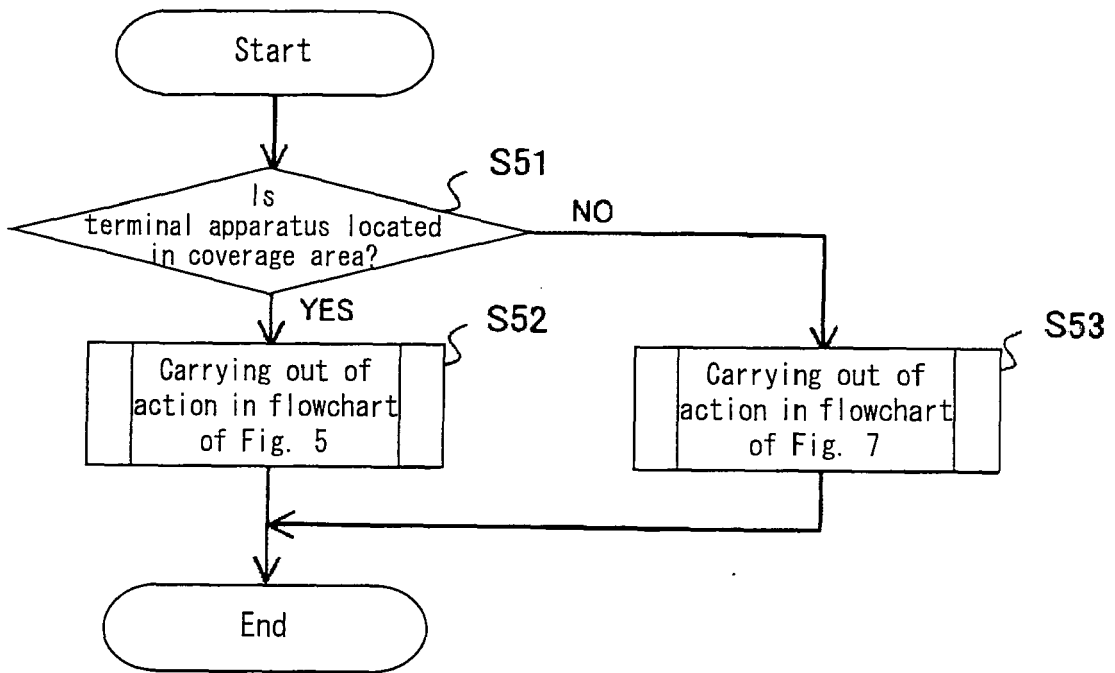 Start
S51
Is
terminal apparatus located
in coverage area?
NO
YES
S52
Carrying out of
action in flowchart
of Fig. 5
S53
Carrying out of
action in flowchart
of Fig. 7
End